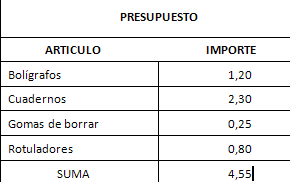 PRESUPUESTO
ARTICULO IMPORTE
Bolígrafos 1,20
Cuadernos 2,30
Gomas de borrar 0,25
Rotuladores 0,80
SUMA 4,55